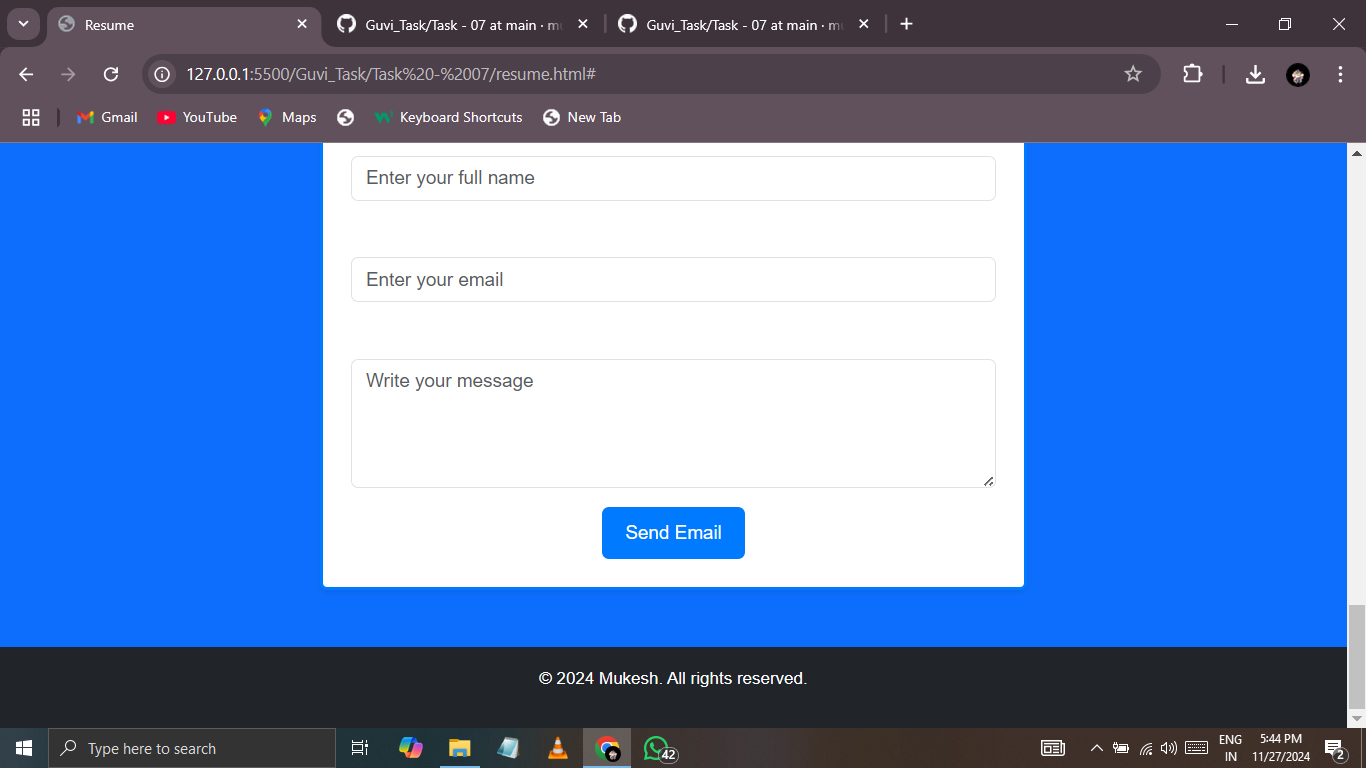 Resume
Guvi_Task/Task - 07 at main · mu
Guvi_Task/Task - 07 at main · mu
127.0.0.1:5500/Guvi_Task/Task%20-%2007/resume.html#
Gmail
YouTube
Maps
Keyboard Shortcuts
New Tab
Enter your full name
Enter your email
Write your message
Send Email
© 2024 Mukesh. All rights reserved.
Type here to search
42
ENG
IN
5:44 PM
11/27/2024
2